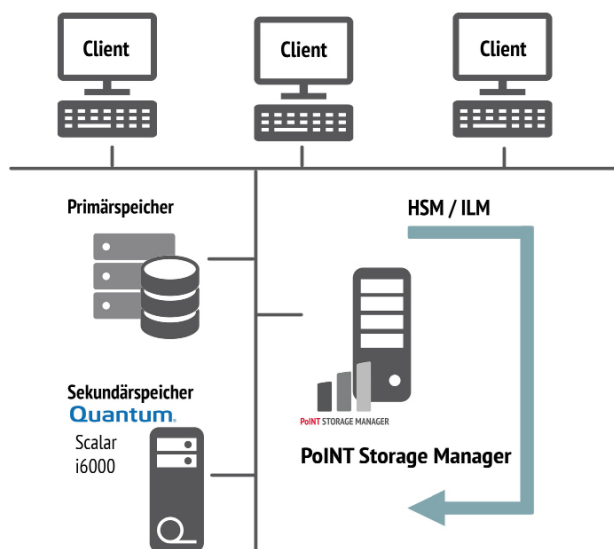 Client
Client
Client
Primärspeicher
HSM / ILM
Sekundärspeicher
Quantum®
Scalar
i6000
PoINT STORAGE MANAGER
PoINT Storage Manager